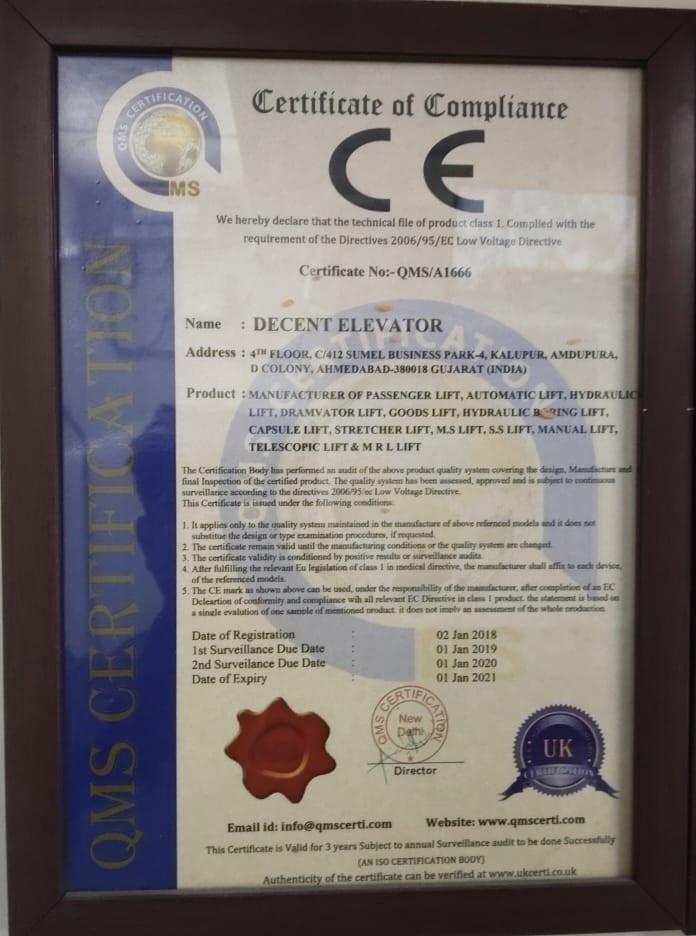 QMS CERTIFICATION
MS
Certificate of Compliance
CE
We hereby declare that the technical file of product class 1. Complied with the
requirement of the Directives 2006/95/EC Low Voltage Directive
Certificate No:-QMS/A1666
Name : DECENT ELEVATOR
Address : 4TH FLOOR, C/412 SUMEL BUSINESS PARK-4, KALUPUR, AMDUPURA,
D COLONY, AHMEDABAD-380018 GUJARAT (INDIA)
Product : MANUFACTURER OF PASSENGER LIFT, AUTOMATIC LIFT, HYDRAULIC
LIFT, DRAMVATOR LIFT, GOODS LIFT, HYDRAULIC LIFT,
CAPSULE LIFT, STRETCHER LIFT, M.S LIFT, S.S LIFT, MANUAL LIFT,
TELESCOPIC LIFT & M R L LIFT
The Certification Body has performed an audit of the above product quality system covering the design, Manufacture and
final Inspection of the certified product. The quality system has been assessed, approved and is subject to continuous
surveillance according to the directives 2006/95/ec Low Voltage Directive.
This Certificate is issued under the following conditions:
1. It applies only to the quality system maintained in the manufacture of above refernced models and it does not
substitue the design or type examination procedures, if requested.
2. The certificate remain valid until the manufacturing conditions or the quality system are changed.
3. The certificate validity is conditioned by positive results or surveillance audits.
4. After fulfilling the relevant Eu legislation of class 1 in medical directive, the manufacturer shall affix to each device,
of the referenced models.
5. The CE mark as shown above can be used, under the responsibility of the manufacturer, after completion of an EC
Delceartion of conformity and compliance wih all relevant EC Directive in class 1 product. the statement is based on
a single evalution of one sample of mentioned product. it does not imply an assessment of the whole production.
Date of Registration : 02 Jan 2018
1st Surveillance Due Date : 01 Jan 2019
2nd Surveilance Due Date : 01 Jan 2020
Date of Expiry : 01 Jan 2021
QMS CERTIFICATION
New
Delhi
Director
UK
CERTIFICATION
Email id: info@qmscerti.com Website: www.qmscerti.com
This Certificate is Valid for 3 years Subject to annual Surveillance audit to be done Successfully
(AN ISO CERTIFICATION BODY)
Authenticity of the certificate can be verified at www.ukcerti.co.uk
QMS CERTIFICATION